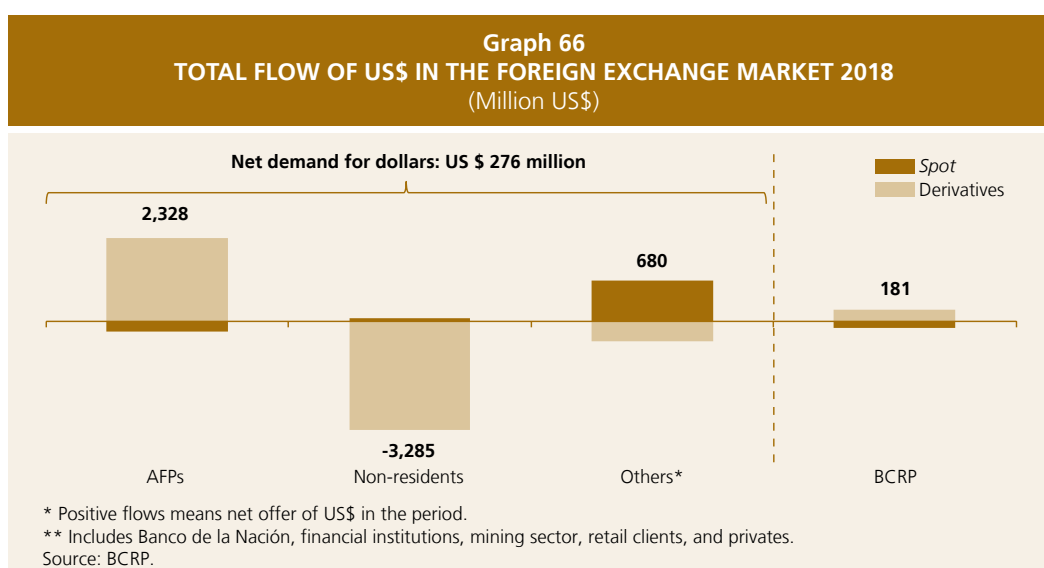 Graph 66
TOTAL FLOW OF US$ IN THE FOREIGN EXCHANGE MARKET 2018
(Million US$)
Net demand for dollars: US $ 276 million
Spot
Derivatives
2,328
680
181
-3,285
AFPs
Non-residents
Others*
BCRP
* Positive flows means net offer of US$ in the period.
** Includes Banco de la Nación, financial institutions, mining sector, retail clients, and privates.
Source: BCRP.